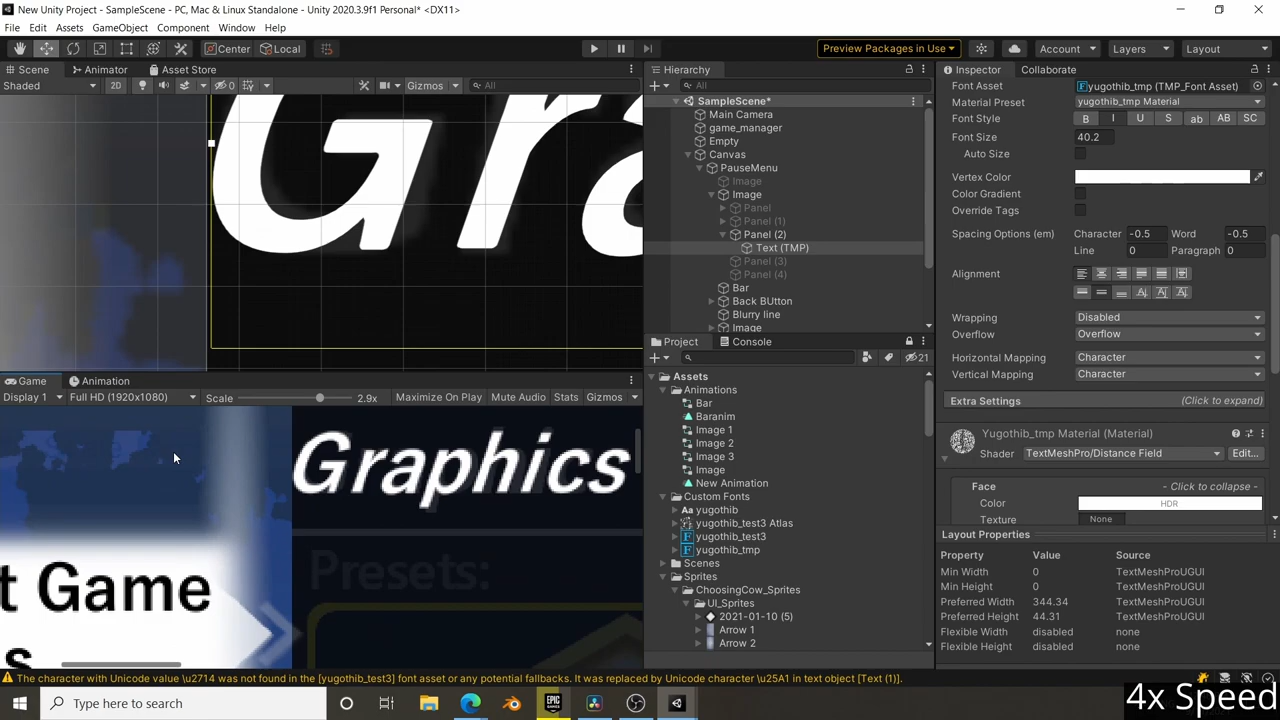 New Unity Project - SampleScene - PC, Mac & Linux Standalone - Unity 2020.3.9f1 Personal* <DX11>
File Edit Assets GameObject Component Window Help
Center Local Preview Packages in Use Account Layers Layout
Scene Animator Asset Store
Shaded 2D 0 Gizmos All
Gra
Game Animation
Display 1 Full HD (1920x1080) Scale 2.9x Maximize On Play Mute Audio Stats Gizmos
Graphics
Presets:
t Game
s
Hierarchy
All
SampleScene*
Main Camera
game_manager
Empty
Canvas
PauseMenu
Image
Image
Panel
Panel (1)
Panel (2)
Text (TMP)
Panel (3)
Panel (4)
Bar
Back BUtton
Blurry line
Image
Project Console
21
Assets
Animations
Bar
Baranim
Image 1
Image 2
Image 3
Image
New Animation
Custom Fonts
Aa yugothib
yugothib_test3 Atlas
F yugothib_test3
F yugothib_tmp
Scenes
Sprites
ChoosingCow_Sprites
UI_Sprites
2021-01-10 (5)
Arrow 1
Arrow 2
Inspector Collaborate
Font Asset F yugothib_tmp (TMP_Font Asset)
Material Preset yugothib_tmp Material
Font Style B I U S ab AB SC
Font Size 40.2
Auto Size
Vertex Color
Color Gradient
Override Tags
Spacing Options (em) Character -0.5 Word -0.5
Line 0 Paragraph 0
Alignment
Wrapping Disabled
Overflow Overflow
Horizontal Mapping Character
Vertical Mapping Character
Extra Settings (Click to expand)
Yugothib_tmp Material (Material)
Shader TextMeshPro/Distance Field Edit...
Face - Click to collapse -
Color HDR
Texture None
Layout Properties
Property Value Source
Min Width 0 TextMeshProUGUI
Min Height 0 TextMeshProUGUI
Preferred Width 344.34 TextMeshProUGUI
Preferred Height 44.31 TextMeshProUGUI
Flexible Width disabled none
Flexible Height disabled none
The character with Unicode value \u2714 was not found in the [yugothib_test3] font asset or any potential fallbacks. It was replaced by Unicode character \u25A1 in text object [Text (1)].
Type here to search
EPIC GAMES
4x Speed